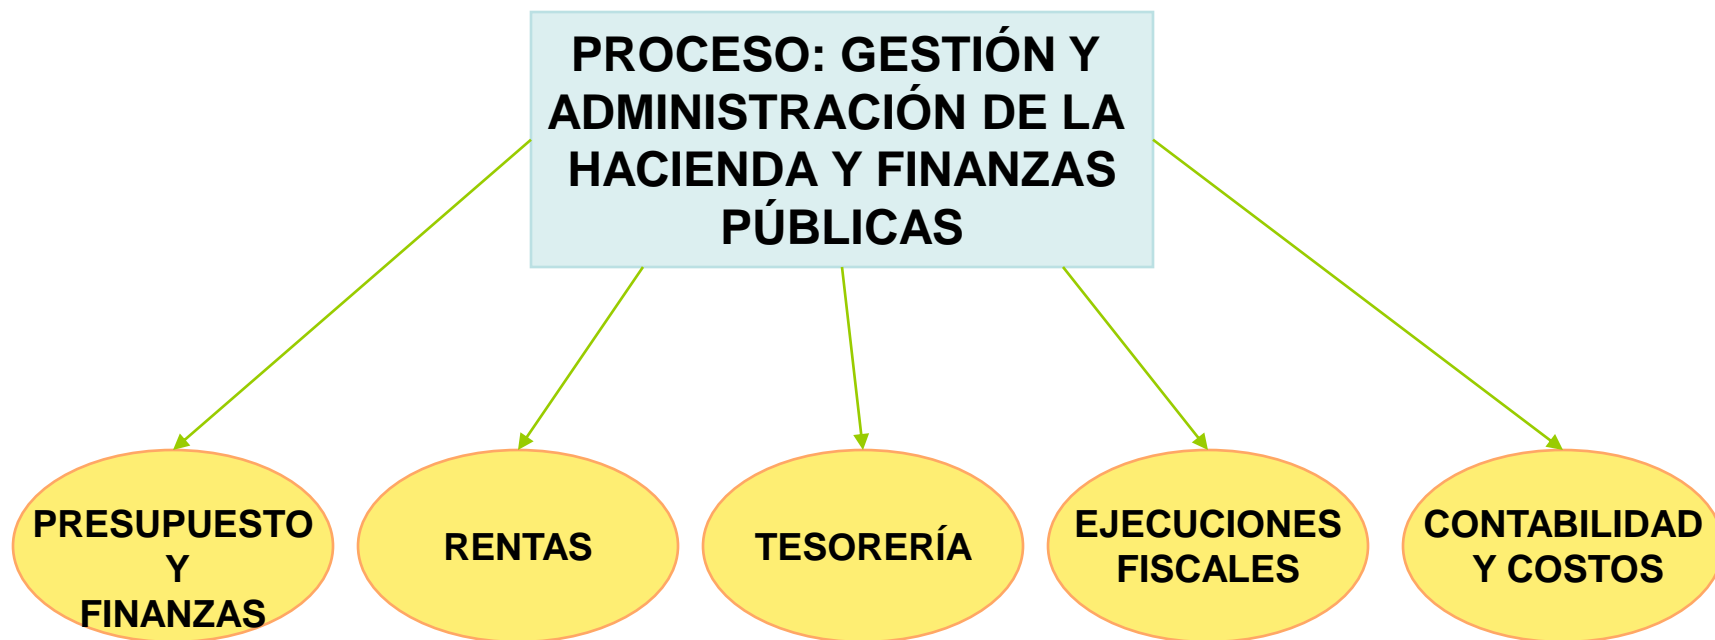 PROCESO: GESTIÓN Y
ADMINISTRACIÓN DE LA
HACIENDA Y FINANZAS
PÚBLICAS
PRESUPUESTO
Y
FINANZAS
RENTAS
TESORERÍA
EJECUCIONES
FISCALES
CONTABILIDAD
Y COSTOS